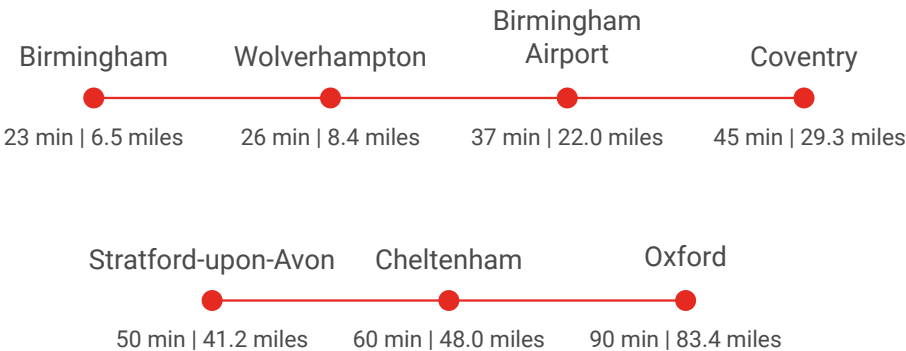 Birmingham
Wolverhampton
Birmingham
Airport
Coventry
23 min | 6.5 miles
26 min | 8.4 miles
37 min | 22.0 miles
45 min | 29.3 miles
Stratford-upon-Avon
Cheltenham
Oxford
50 min | 41.2 miles
60 min | 48.0 miles
90 min | 83.4 miles